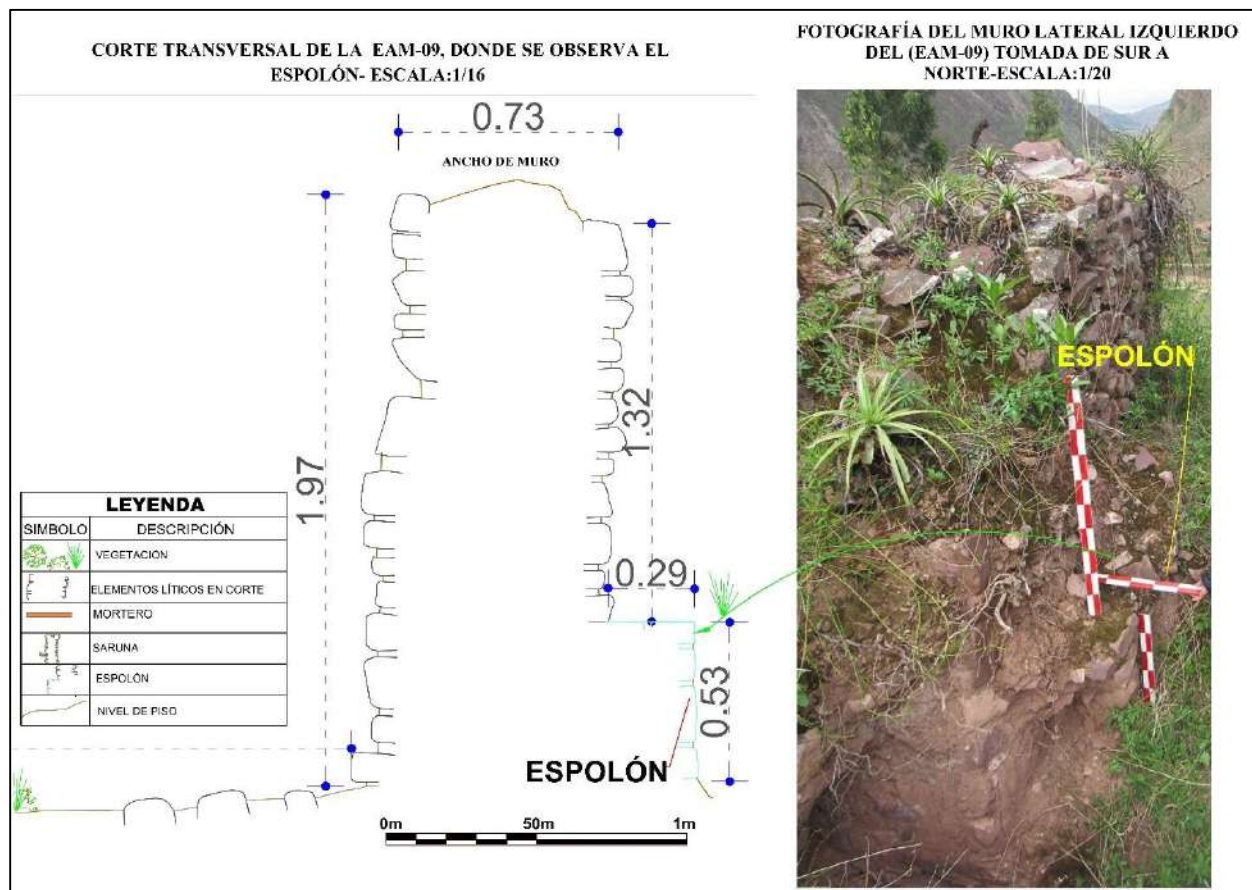 CORTE TRANSVERSAL DE LA EAM-09, DONDE SE OBSERVA EL
ESPOLÓN- ESCALA:1/16
0.73
ANCHO DE MURO
1.97
1.32
0.29
0.53
ESPOLÓN
LEYENDA
SIMBOLO DESCRIPCIÓN
VEGETACIÓN
ELEMENTOS LÍTICOS EN CORTE
MORTERO
SARUNA
ESPOLÓN
NIVEL DE PISO
0m 50m 1m
FOTOGRAFÍA DEL MURO LATERAL IZQUIERDO
DEL (EAM-09) TOMADA DE SUR A
NORTE-ESCALA:1/20
ESPOLÓN